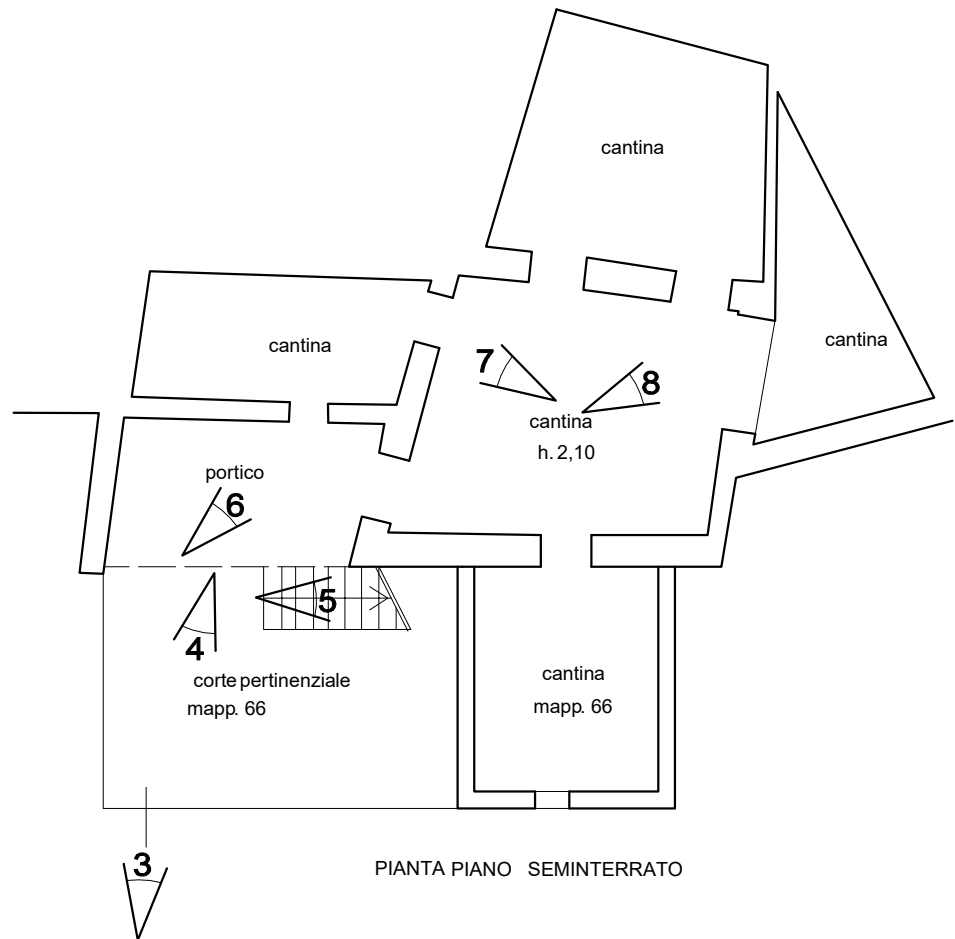 cantina
cantina
cantina
7
8
cantina
h. 2,10
portico
6
5
4
corte pertinenziale
mapp. 66
cantina
mapp. 66
3
PIANTA PIANO SEMINTERRATO